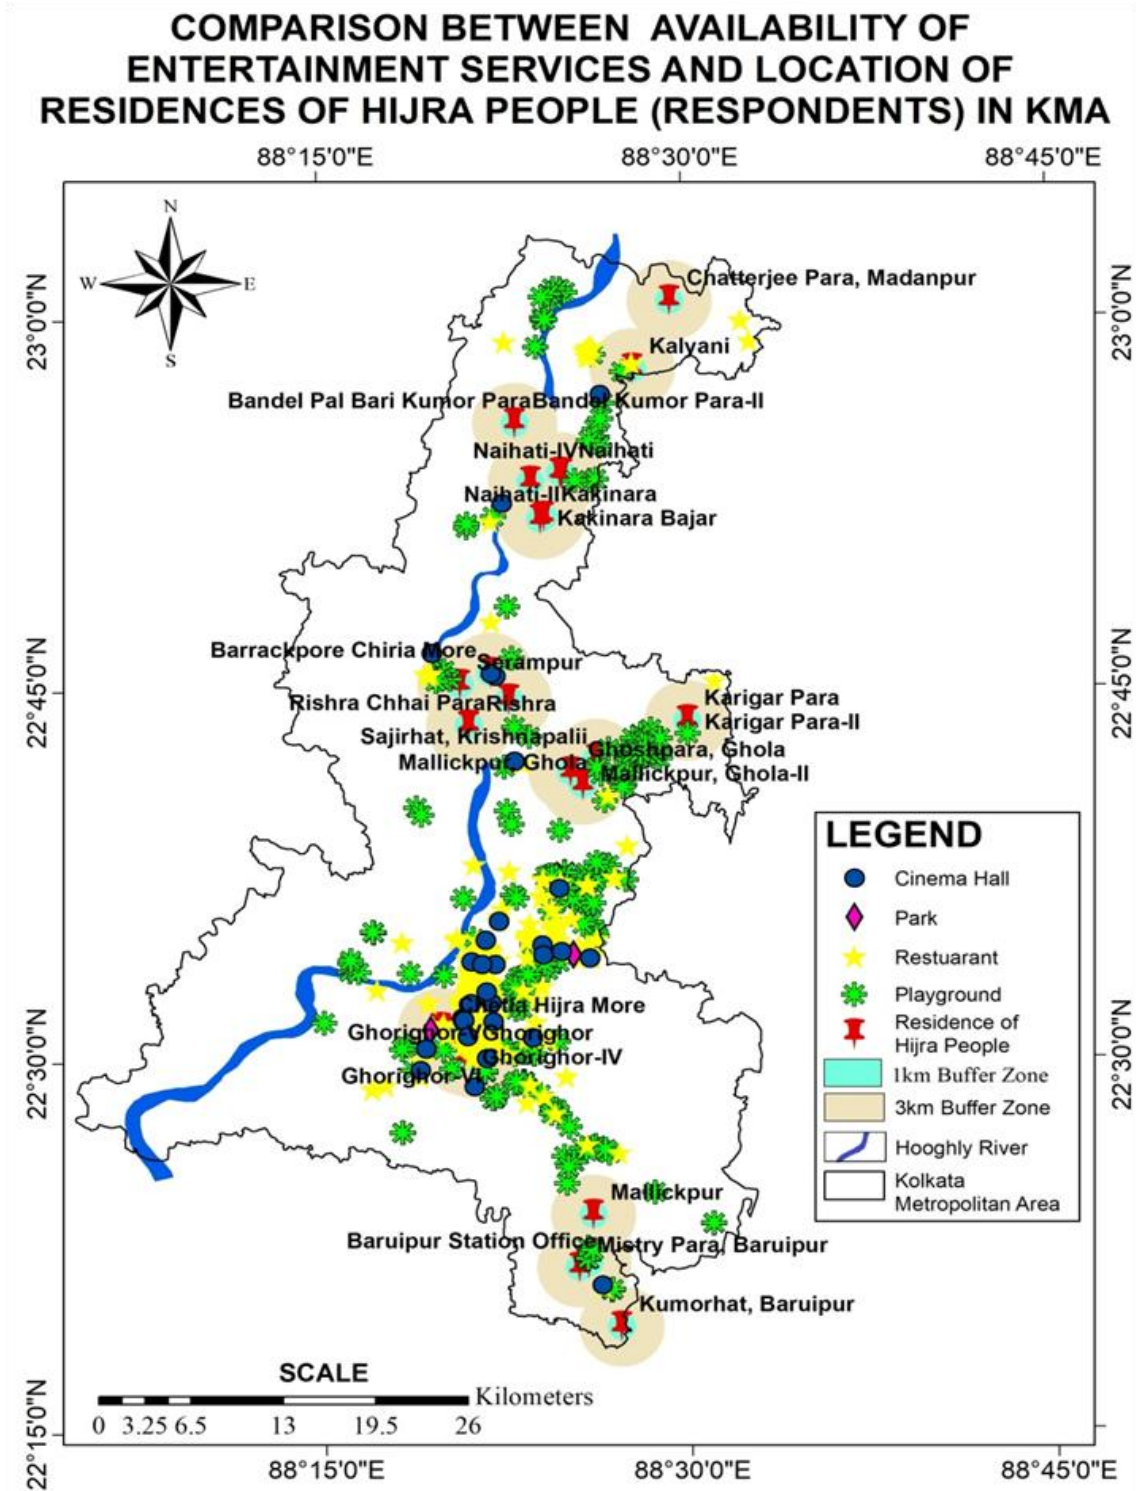 COMPARISON BETWEEN AVAILABILITY OF
ENTERTAINMENT SERVICES AND LOCATION OF
RESIDENCES OF HIJRA PEOPLE (RESPONDENTS) IN KMA
88°15'0"E 88°30'0"E 88°45'0"E
N
W E
S
23°0'0"N
23°0'0"N
Chatterjee Para, Madanpur
Kalyani
Bandel Pal Bari Kumor Para
Bandel Kumor Para-II
Naihati-IV
Naihati
Naihati-II
Kakinara
Kakinara Bajar
Barrackpore Chiria More
Serampur
22°45'0"N
22°45'0"N
Rishra Chhai Para
Rishra
Karigar Para
Karigar Para-II
Sajirhat, Krishnapalii
Ghoshpara, Ghola
Mallickpur, Ghola
Mallickpur, Ghola-II
LEGEND
Cinema Hall
Park
Restuarant
Playground
Residence of
Hijra People
1km Buffer Zone
3km Buffer Zone
Hooghly River
Kolkata
Metropolitan Area
Chetla Hijra More
Ghorighor-V
Ghorighor
Ghorighor-IV
Ghorighor-VI
22°30'0"N
22°30'0"N
Mallickpur
Baruipur Station Office
Mistry Para, Baruipur
Kumorhat, Baruipur
SCALE
Kilometers
0 3.25 6.5 13 19.5 26
22°15'0"N
88°15'0"E 88°30'0"E 88°45'0"E